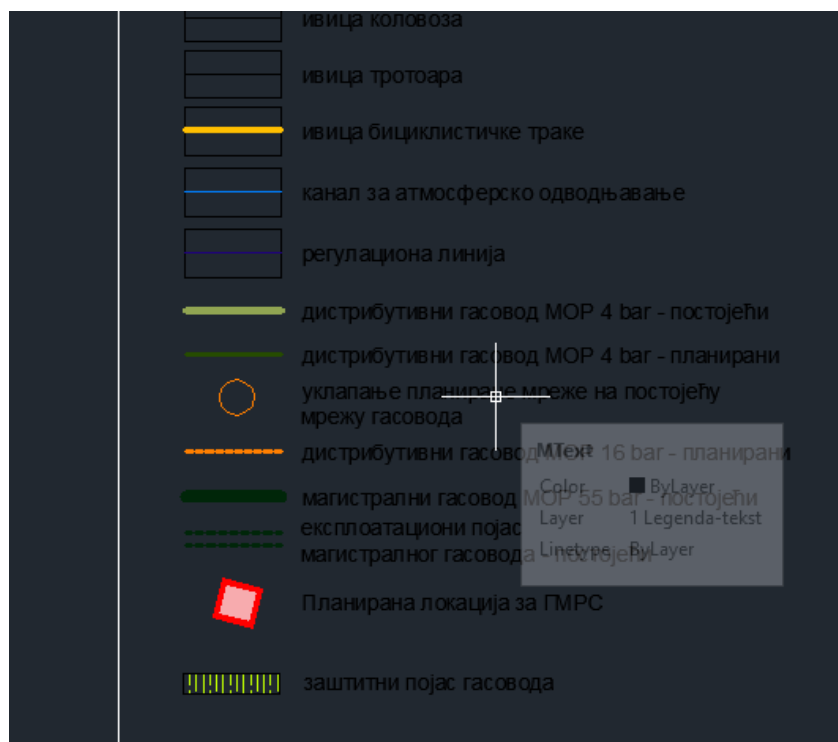 ивица коловоза
ивица тротоара
ивица бициклистичке траке
канал за атмосферско одводњавање
регулациона линија
дистрибутивни гасовод МОР 4 bar - постојећи
дистрибутивни гасовод МОР 4 bar - планирани
уклапање планиране мреже на постојећу
мрежу гасовода
дистрибутивни гасовод МОР 16 bar - планирани
магистрални гасовод МОР 55 bar - постојећи
експлоатациони појас
магистралног гасовода - постојећи
MText
Color ByLayer
Layer 1 Legenda-tekst
Linetype ByLayer
Планирана локација за ГМРС
заштитни појас гасовода